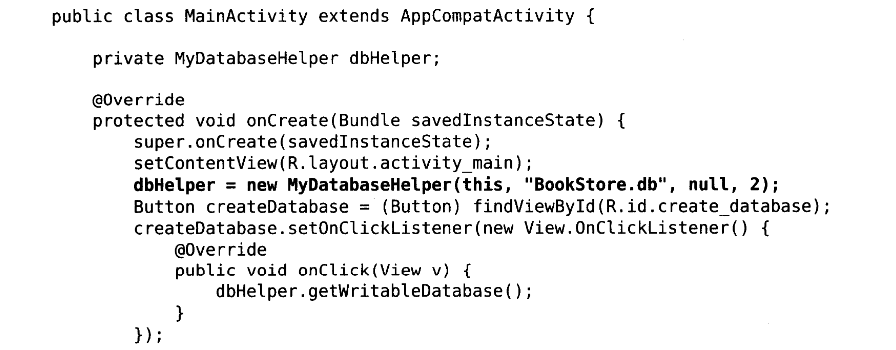 public class MainActivity extends AppCompatActivity {
private MyDatabaseHelper dbHelper;
@Override
protected void onCreate(Bundle savedInstanceState) {
super.onCreate(savedInstanceState);
setContentView(R.layout.activity_main);
dbHelper = new MyDatabaseHelper(this, "BookStore.db", null, 2);
Button createDatabase = (Button) findViewById(R.id.create_database);
createDatabase.setOnClickListener(new View.OnClickListener() {
@Override
public void onClick(View v) {
dbHelper.getWritableDatabase();
}
});